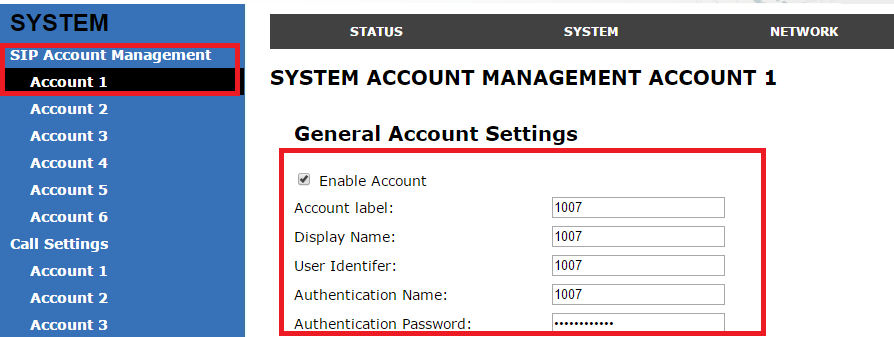 SYSTEM
SIP Account Management
Account 1
Account 2
Account 3
Account 4
Account 5
Account 6
Call Settings
Account 1
Account 2
Account 3
STATUS SYSTEM NETWORK
SYSTEM ACCOUNT MANAGEMENT ACCOUNT 1
General Account Settings
Enable Account
Account label: 1007
Display Name: 1007
User Identifer: 1007
Authentication Name: 1007
Authentication Password: ••••••••••••